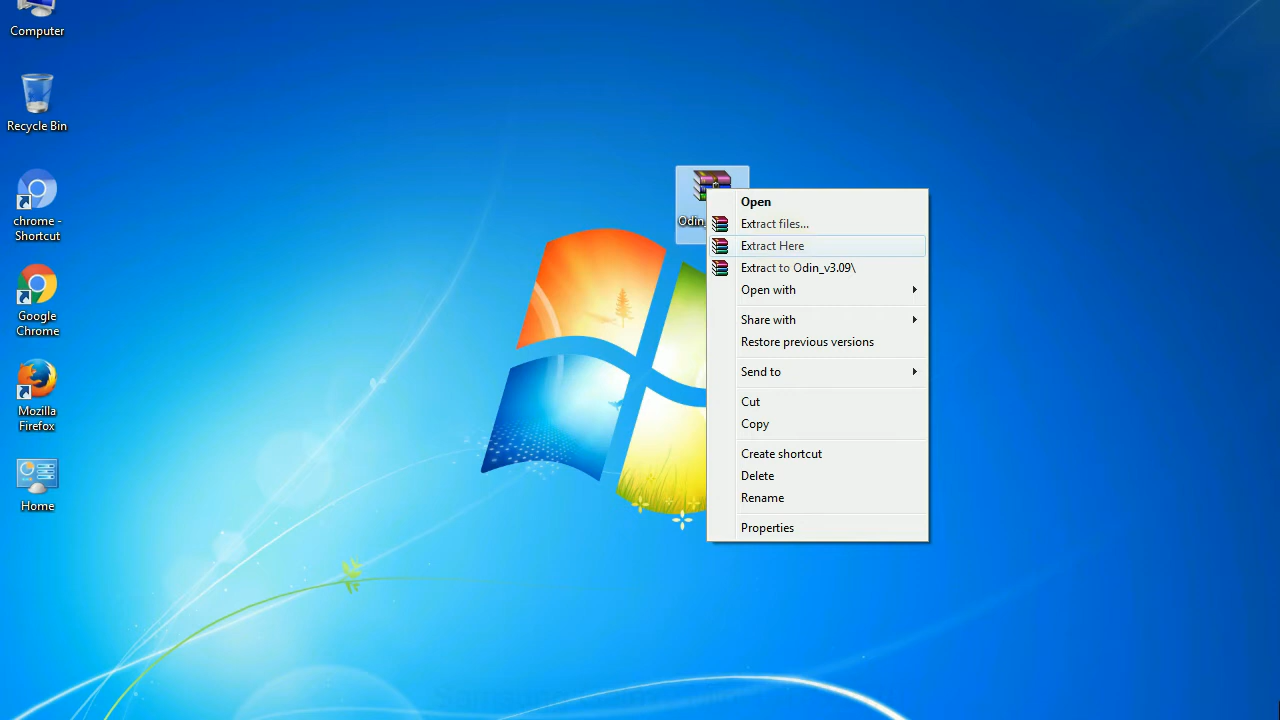 Computer
Recycle Bin
chrome -
Shortcut
Google
Chrome
Mozilla
Firefox
Home
Open
Extract files...
Extract Here
Extract to Odin_v3.09\
Open with
Share with
Restore previous versions
Send to
Cut
Copy
Create shortcut
Delete
Rename
Properties